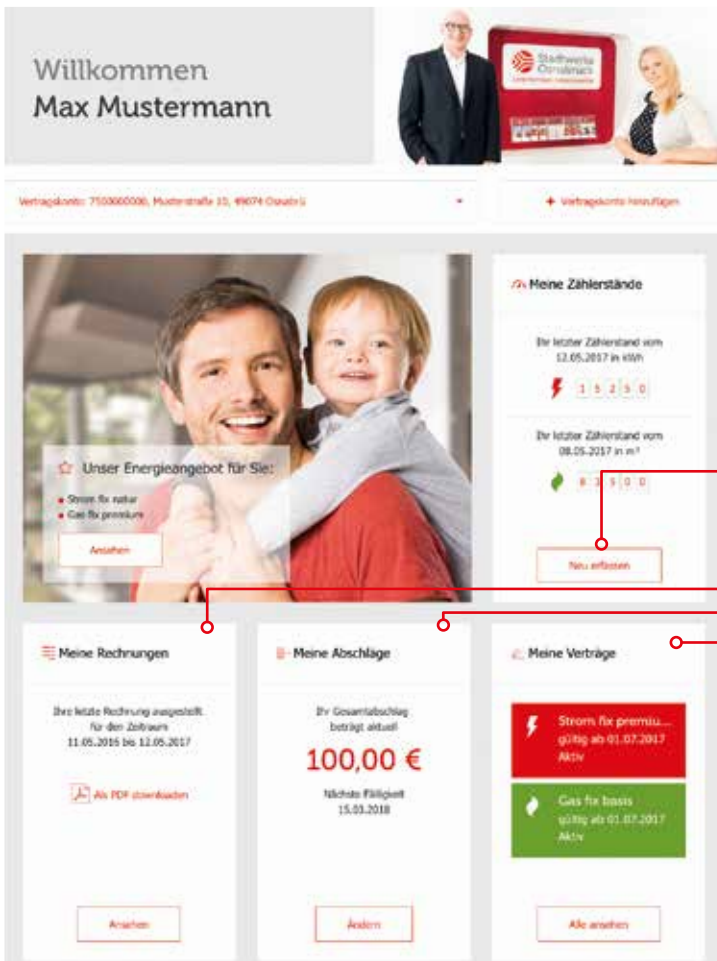 Willkommen
Max Mustermann
Stadtwerke
Osnabrück
Vertragskonto: 7500000000, Musterstraße 10, 49074 Osnabrü
+ Vertragskonto hinzufügen
Unser Energieangebot für Sie:
Strom fix natur
Gas fix premium
Ansehen
Meine Zählerstände
Ihr letzter Zählerstand vom
12.05.2017 in kWh
1 5 2 5 0
Ihr letzter Zählerstand vom
08.05.2017 in m³
8 3 5 0 0
Neu erfassen
Meine Rechnungen
Ihre letzte Rechnung ausgestellt
für den Zeitraum
11.05.2016 bis 12.05.2017
Als PDF downloaden
Ansehen
Meine Abschläge
Ihr Gesamtabschlag
beträgt aktuell
100,00 €
Nächste Fälligkeit
15.03.2018
Ändern
Meine Verträge
Strom fix premiu...
gültig ab 01.07.2017
Aktiv
Gas fix basis
gültig ab 01.07.2017
Aktiv
Alle ansehen